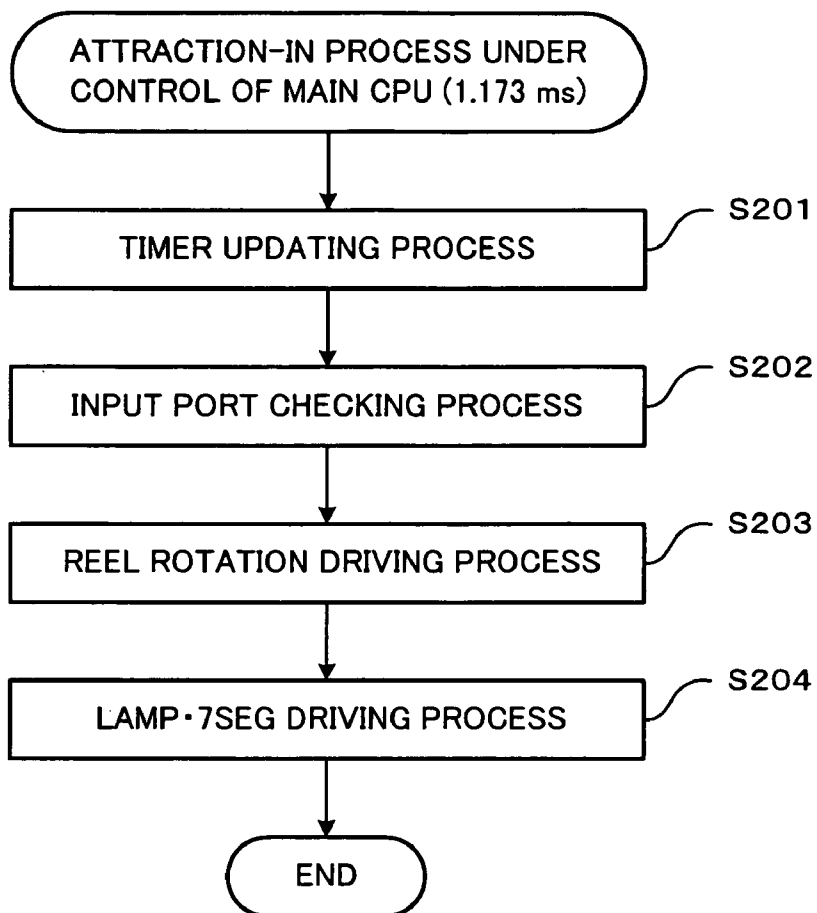 ATTRACTION-IN PROCESS UNDER
CONTROL OF MAIN CPU (1.173 ms)
S201
TIMER UPDATING PROCESS
S202
INPUT PORT CHECKING PROCESS
S203
REEL ROTATION DRIVING PROCESS
S204
LAMP・7SEG DRIVING PROCESS
END